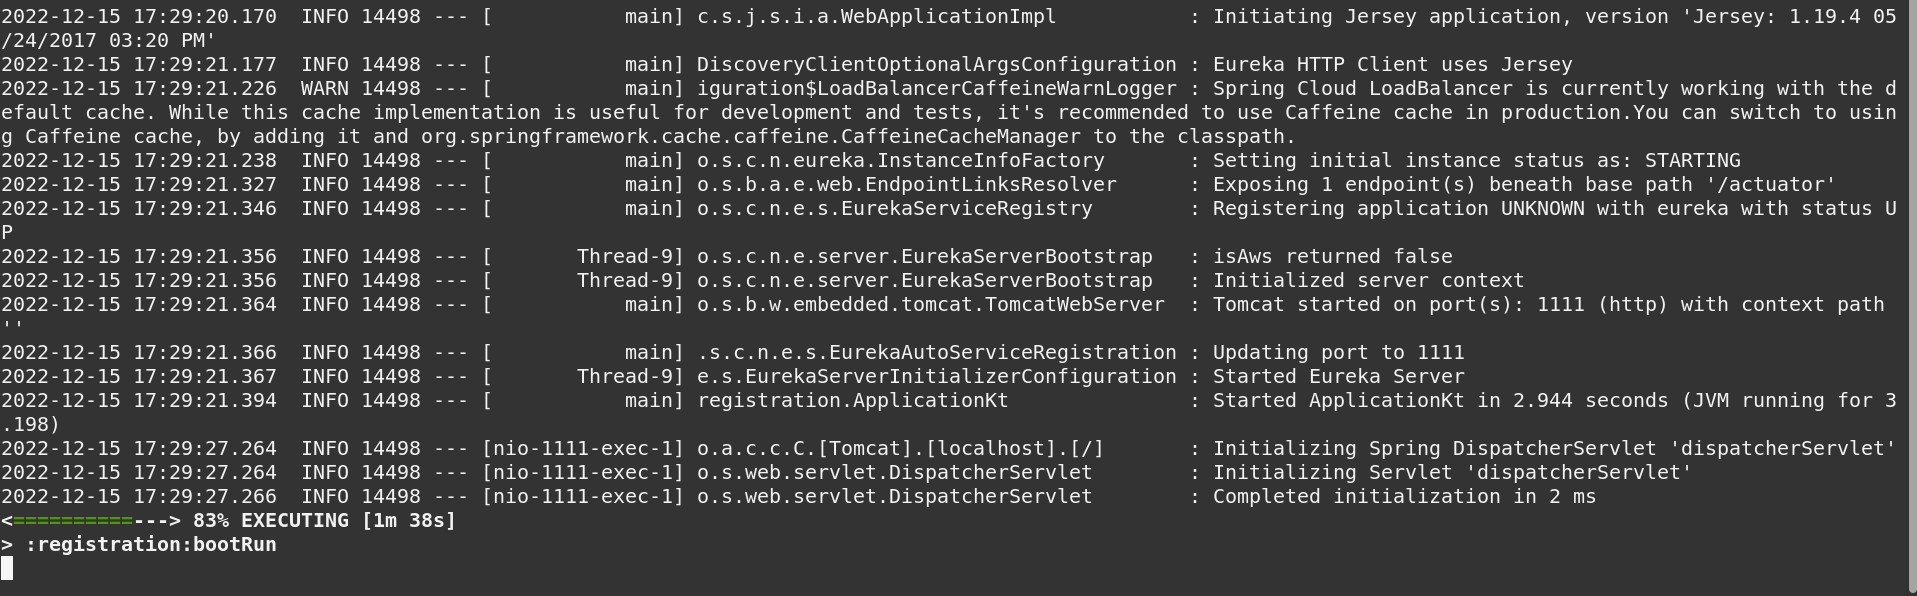 2022-12-15 17:29:20.170  INFO 14498 --- [           main] c.s.j.s.i.a.WebApplicationImpl           : Initiating Jersey application, version 'Jersey: 1.19.4 05
/24/2017 03:20 PM'
2022-12-15 17:29:21.177  INFO 14498 --- [           main] DiscoveryClientOptionalArgsConfiguration : Eureka HTTP Client uses Jersey
2022-12-15 17:29:21.226  WARN 14498 --- [           main] iguration$LoadBalancerCaffeineWarnLogger : Spring Cloud LoadBalancer is currently working with the d
efault cache. While this cache implementation is useful for development and tests, it's recommended to use Caffeine cache in production.You can switch to usin
g Caffeine cache, by adding it and org.springframework.cache.caffeine.CaffeineCacheManager to the classpath.
2022-12-15 17:29:21.238  INFO 14498 --- [           main] o.s.c.n.eureka.InstanceInfoFactory       : Setting initial instance status as: STARTING
2022-12-15 17:29:21.327  INFO 14498 --- [           main] o.s.b.a.e.web.EndpointLinksResolver      : Exposing 1 endpoint(s) beneath base path '/actuator'
2022-12-15 17:29:21.346  INFO 14498 --- [           main] o.s.c.n.e.s.EurekaServiceRegistry        : Registering application UNKNOWN with eureka with status U
P
2022-12-15 17:29:21.356  INFO 14498 --- [       Thread-9] o.s.c.n.e.server.EurekaServerBootstrap   : isAws returned false
2022-12-15 17:29:21.356  INFO 14498 --- [       Thread-9] o.s.c.n.e.server.EurekaServerBootstrap   : Initialized server context
2022-12-15 17:29:21.364  INFO 14498 --- [           main] o.s.b.w.embedded.tomcat.TomcatWebServer  : Tomcat started on port(s): 1111 (http) with context path
''
2022-12-15 17:29:21.366  INFO 14498 --- [           main] .s.c.n.e.s.EurekaAutoServiceRegistration : Updating port to 1111
2022-12-15 17:29:21.367  INFO 14498 --- [       Thread-9] e.s.EurekaServerInitializerConfiguration : Started Eureka Server
2022-12-15 17:29:21.394  INFO 14498 --- [           main] registration.ApplicationKt               : Started ApplicationKt in 2.944 seconds (JVM running for 3
.198)
2022-12-15 17:29:27.264  INFO 14498 --- [nio-1111-exec-1] o.a.c.c.C.[Tomcat].[localhost].[/]       : Initializing Spring DispatcherServlet 'dispatcherServlet'
2022-12-15 17:29:27.264  INFO 14498 --- [nio-1111-exec-1] o.s.web.servlet.DispatcherServlet        : Initializing Servlet 'dispatcherServlet'
2022-12-15 17:29:27.266  INFO 14498 --- [nio-1111-exec-1] o.s.web.servlet.DispatcherServlet        : Completed initialization in 2 ms
<==========---> 83% EXECUTING [1m 38s]
> :registration:bootRun